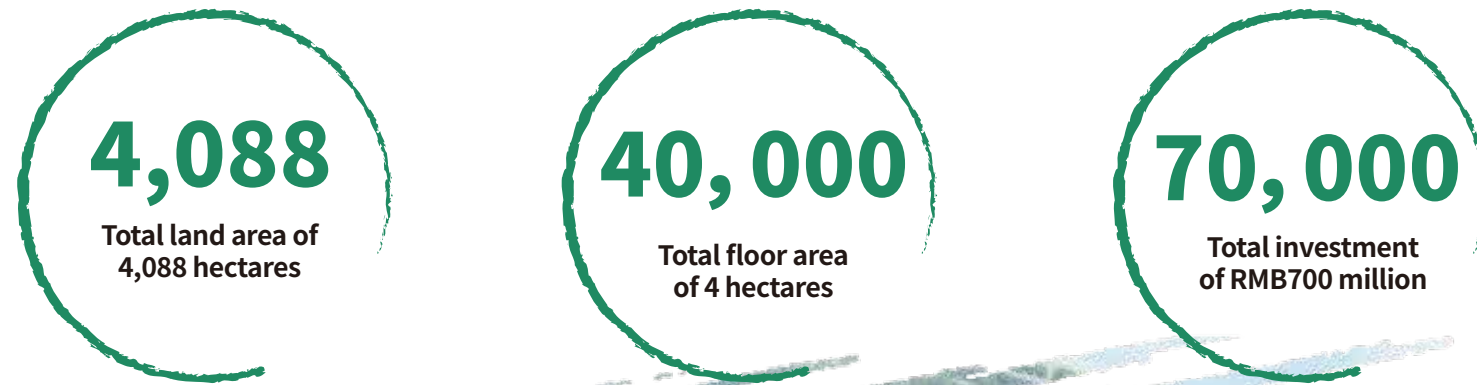 4,088
Total land area of
4,088 hectares
40, 000
Total floor area
of 4 hectares
70, 000
Total investment
of RMB700 million